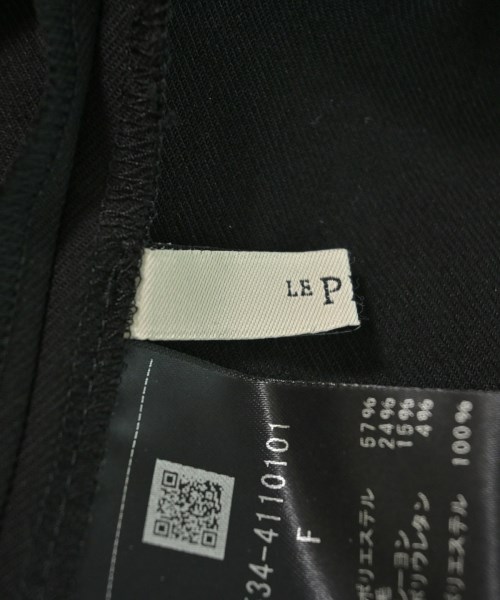 LE P
34-4110101
F
ポリエステル 57%
毛 24%
レーヨン 15%
ポリウレタン 4%
ポリエステル 100%